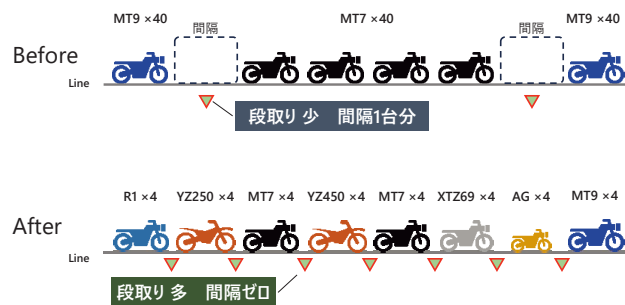 MT9 ×40 間隔 MT7 ×40 間隔 MT9 ×40
Before
Line
段取り 少 間隔1台分
R1 ×4 YZ250 ×4 MT7 ×4 YZ450 ×4 MT7 ×4 XTZ69 ×4 AG ×4 MT9 ×4
After
Line
段取り 多 間隔ゼロ